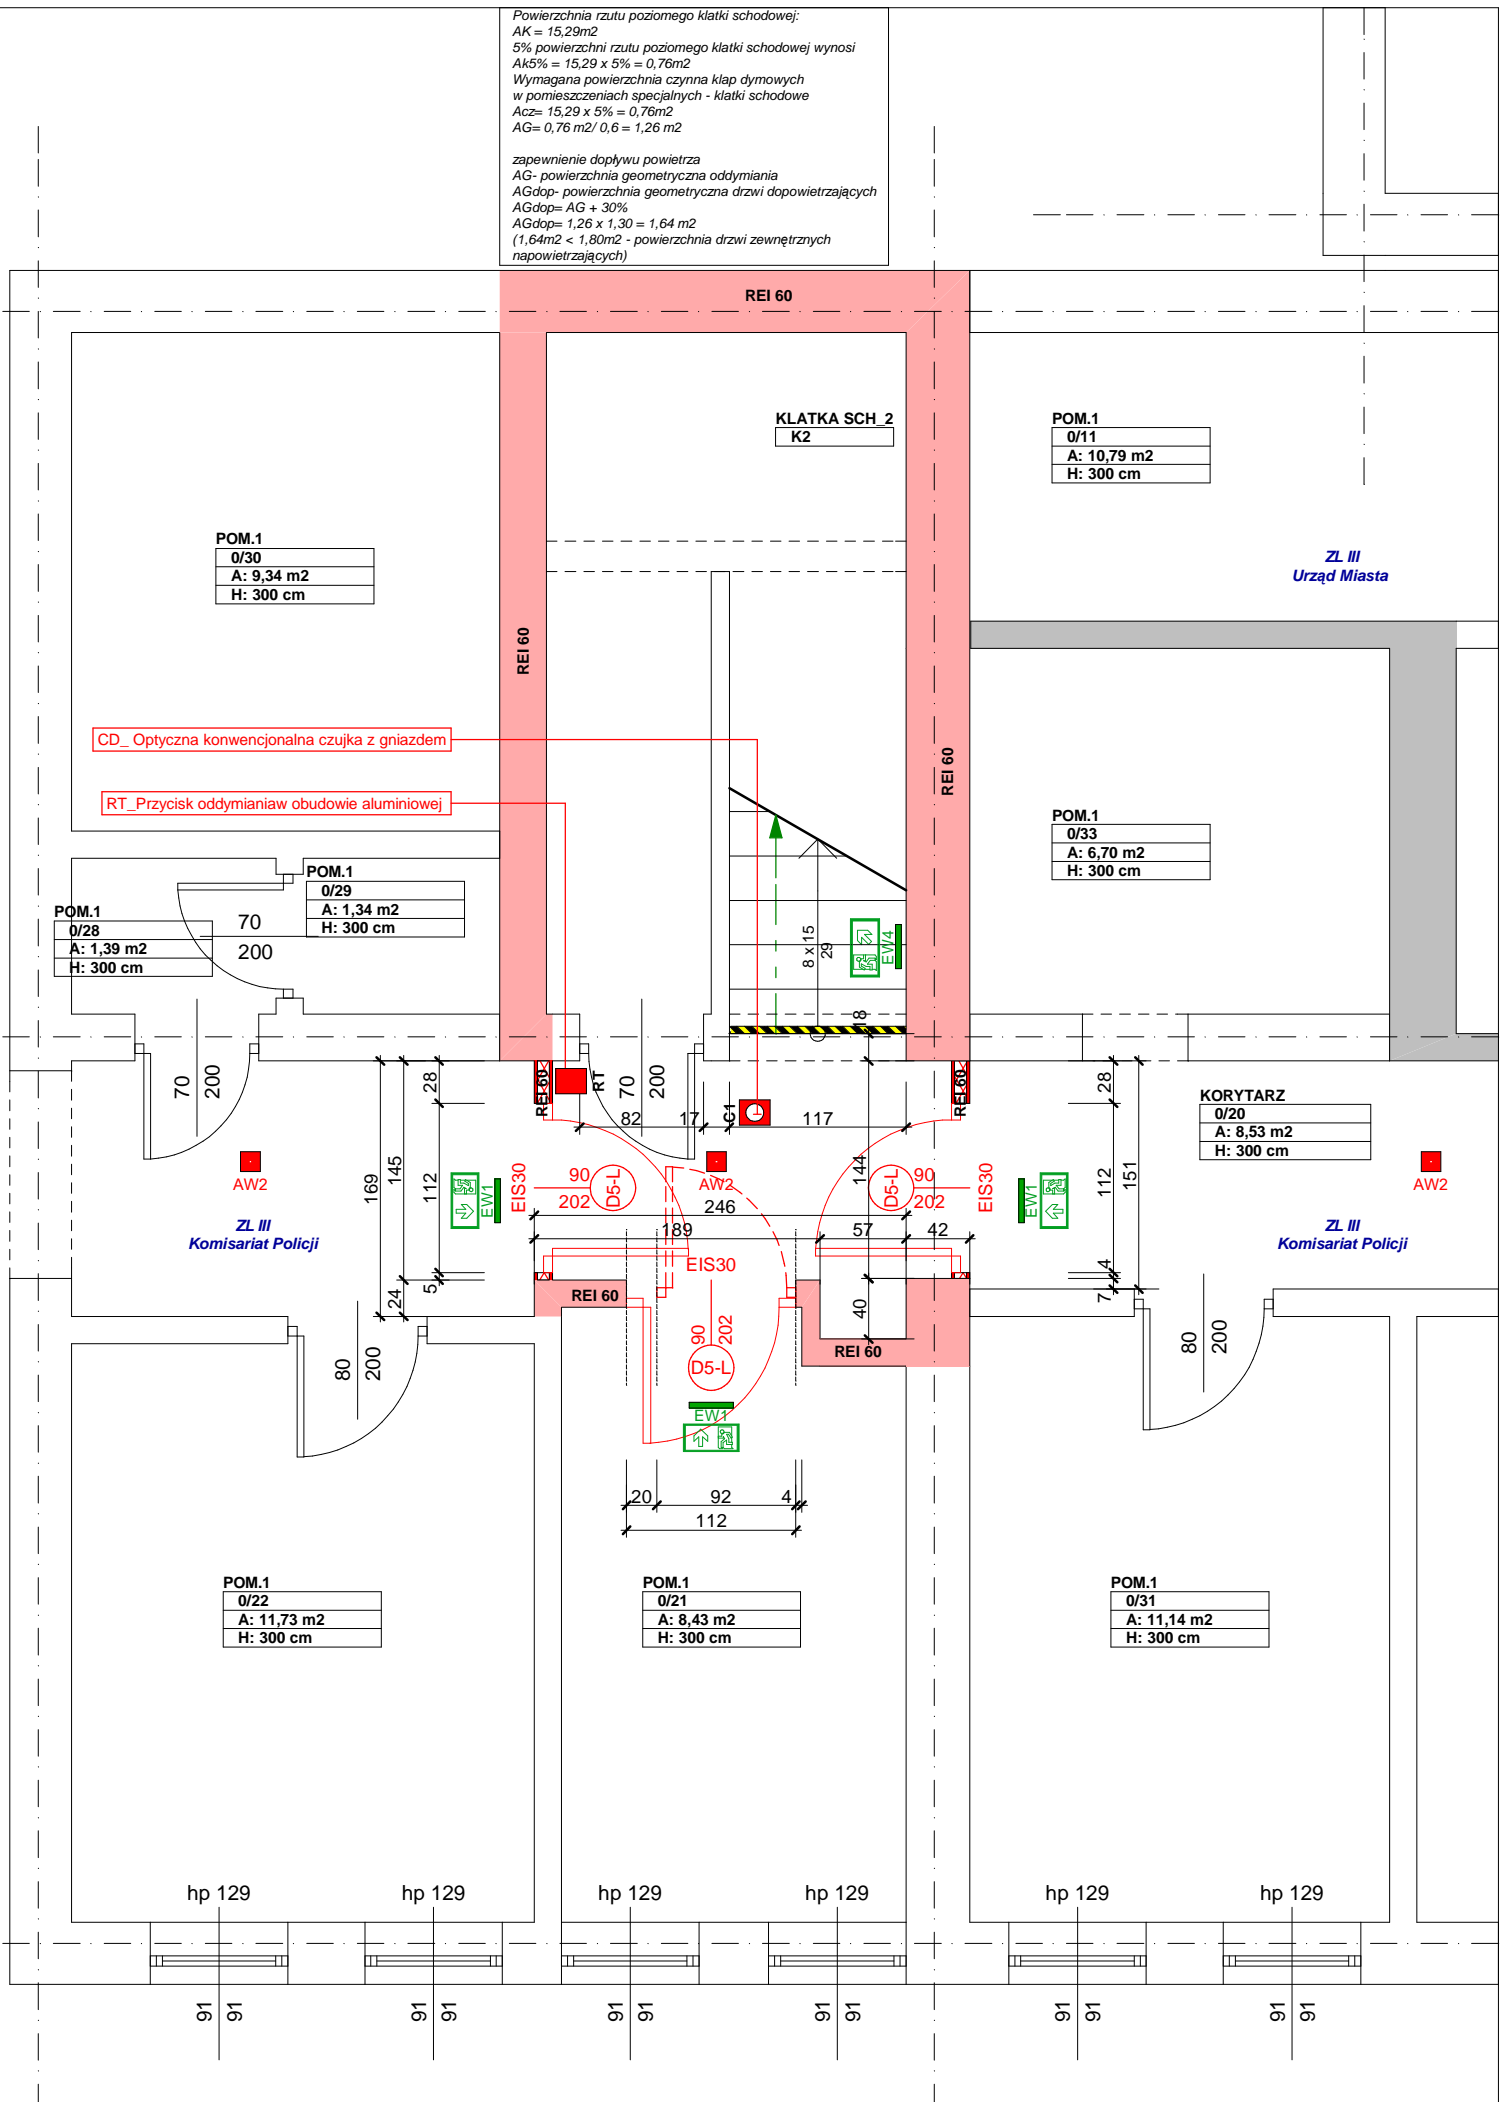 Powierzchnia rzutu poziomego klatki schodowej:
AK = 15,29m2
5% powierzchni rzutu poziomego klatki schodowej wynosi
Ak5% = 15,29 x 5% = 0,76m2
Wymagana powierzchnia czynna klap dymowych
w pomieszczeniach specjalnych - klatki schodowe
Acz= 15,29 x 5% = 0,76m2
AG= 0,76 m2/ 0,6 = 1,26 m2
zapewnienie dopływu powietrza
AG- powierzchnia geometryczna oddymiania
AGdop- powierzchnia geometryczna drzwi dopowietrzających
AGdop= AG + 30%
AGdop= 1,26 x 1,30 = 1,64 m2
(1,64m2 < 1,80m2 - powierzchnia drzwi zewnętrznych
napowietrzających)
REI 60
KLATKA SCH_2
K2
POM.1
0/11
A: 10,79 m2
H: 300 cm
POM.1
0/30
A: 9,34 m2
H: 300 cm
ZL III
Urząd Miasta
REI 60
REI 60
CD_ Optyczna konwencjonalna czujka z gniazdem
RT_Przycisk oddymianiaw obudowie aluminiowej
POM.1
0/33
A: 6,70 m2
H: 300 cm
POM.1
0/29
A: 1,34 m2
H: 300 cm
POM.1
0/28
A: 1,39 m2
H: 300 cm
70
200
8 x 15
29
EW4
18
70
200
169
145
28
112
24
5
REI 60
RT
70
200
82
17
C1
117
144
REI 60
28
112
151
4
7
KORYTARZ
0/20
A: 8,53 m2
H: 300 cm
AW2
AW2
AW2
ZL III
Komisariat Policji
ZL III
Komisariat Policji
EW1
EIS30
90
202
D5-L
D5-L
90
202
EIS30
EW1
246
189
57
42
EIS30
REI 60
40
REI 60
90
202
D5-L
EW1
80
200
80
200
20
92
4
112
POM.1
0/22
A: 11,73 m2
H: 300 cm
POM.1
0/21
A: 8,43 m2
H: 300 cm
POM.1
0/31
A: 11,14 m2
H: 300 cm
hp 129
hp 129
hp 129
hp 129
hp 129
hp 129
91
91
91
91
91
91
91
91
91
91
91
91